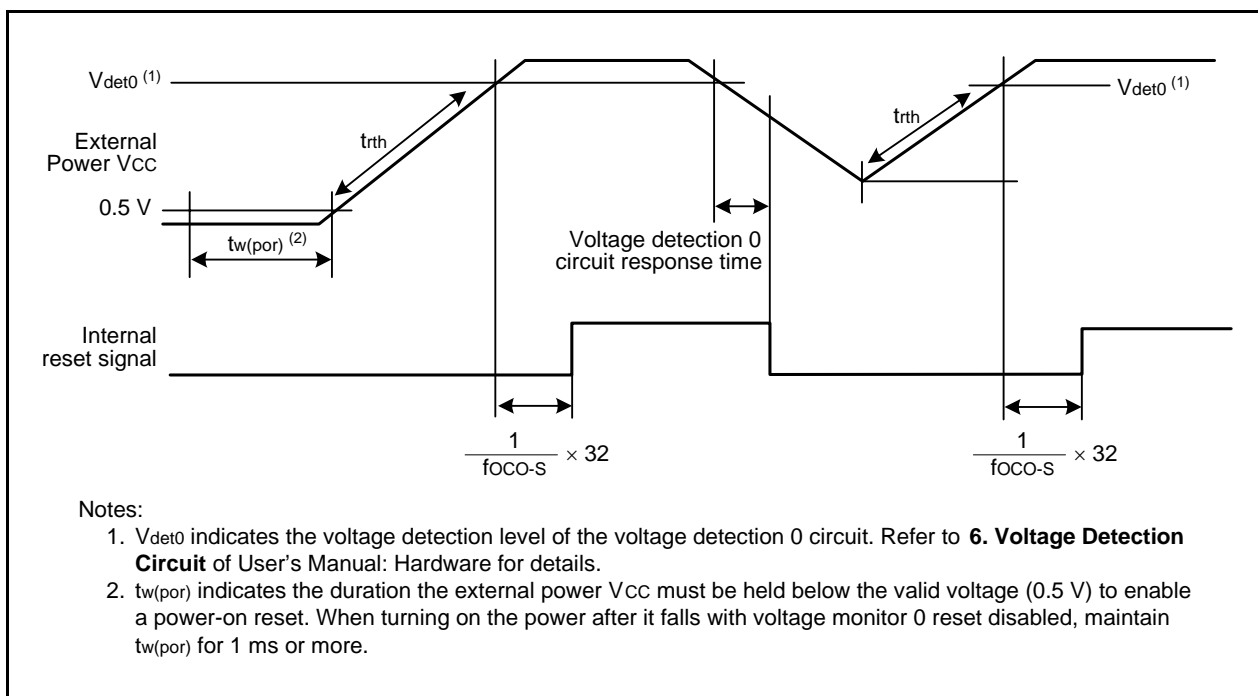 Vdet0 (1)
Vdet0 (1)
trth
trth
External
Power VCC
0.5 V
tw(por) (2)
Voltage detection 0
circuit response time
Internal
reset signal
1
fOCO-S
× 32
1
fOCO-S
× 32
Notes:
1. Vdet0 indicates the voltage detection level of the voltage detection 0 circuit. Refer to 6. Voltage Detection
Circuit of User's Manual: Hardware for details.
2. tw(por) indicates the duration the external power VCC must be held below the valid voltage (0.5 V) to enable
a power-on reset. When turning on the power after it falls with voltage monitor 0 reset disabled, maintain
tw(por) for 1 ms or more.